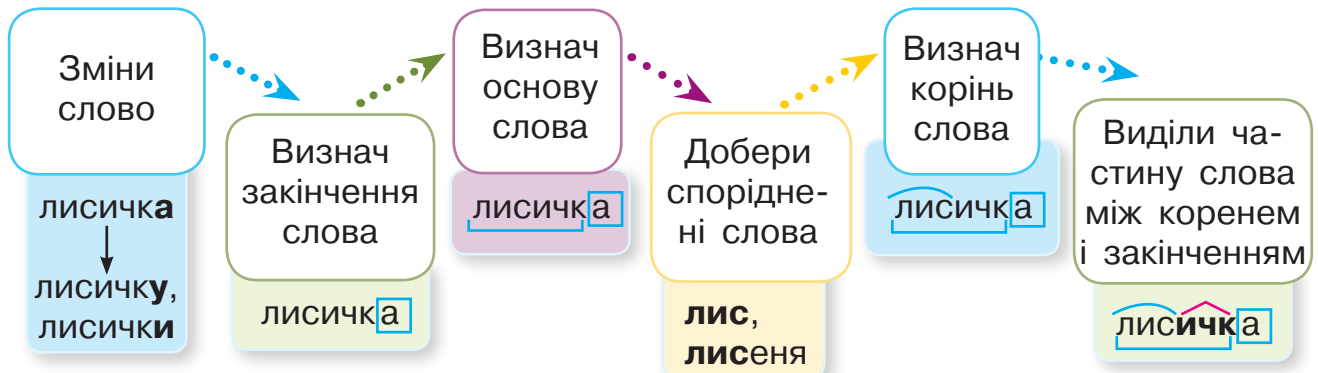 Зміни
слово
лисичка
лисичку,
лисички
Визнач
закінчення
слова
лисичка
Визнач
основу
слова
лисичка
Добери
спорідне-
ні слова
лис,
лисеня
Визнач
корінь
слова
лисичка
Виділи ча-
стину слова
між коренем
і закінченням
лисичка